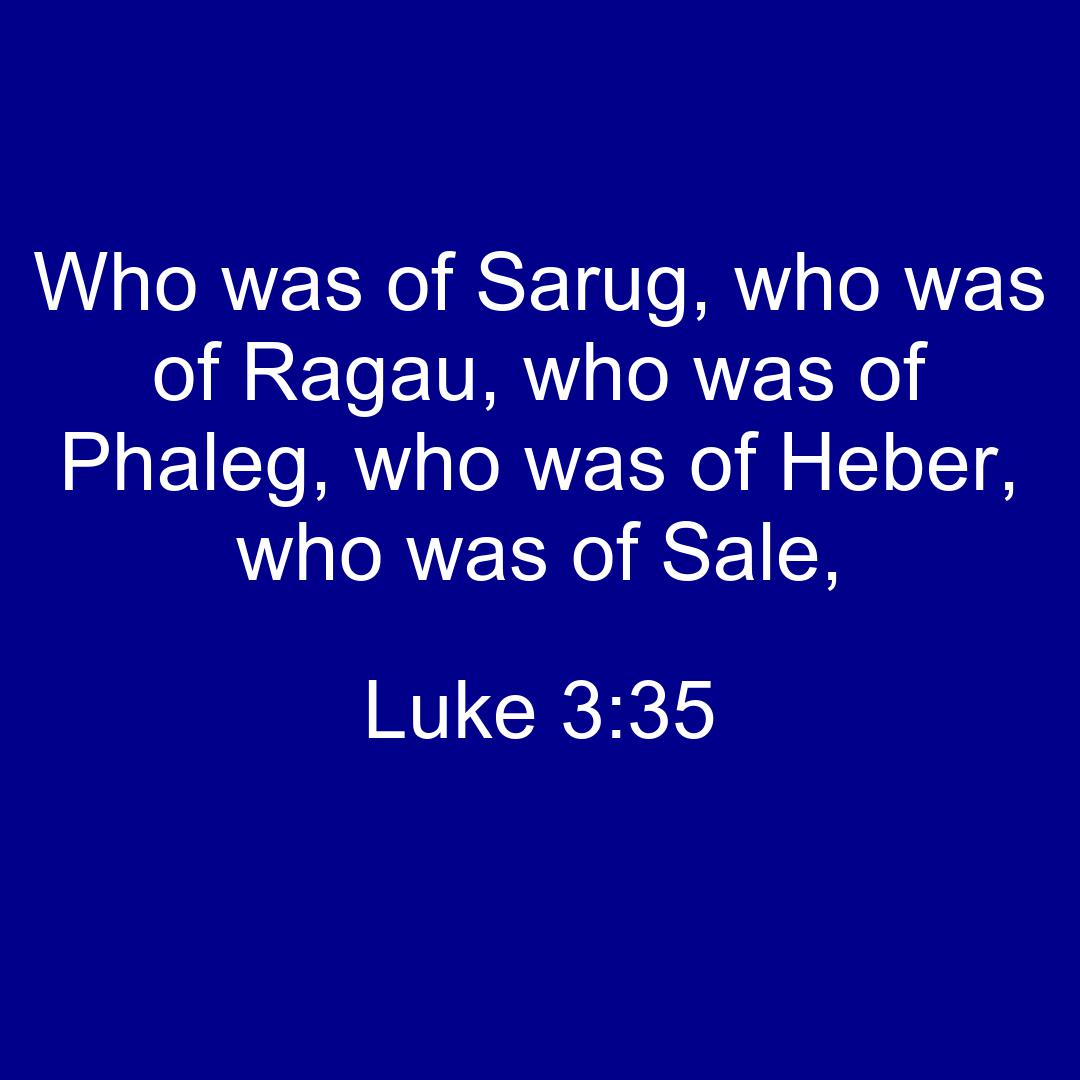 Who was of Sarug, who was
of Ragau, who was of
Phaleg, who was of Heber,
who was of Sale,
Luke 3:35